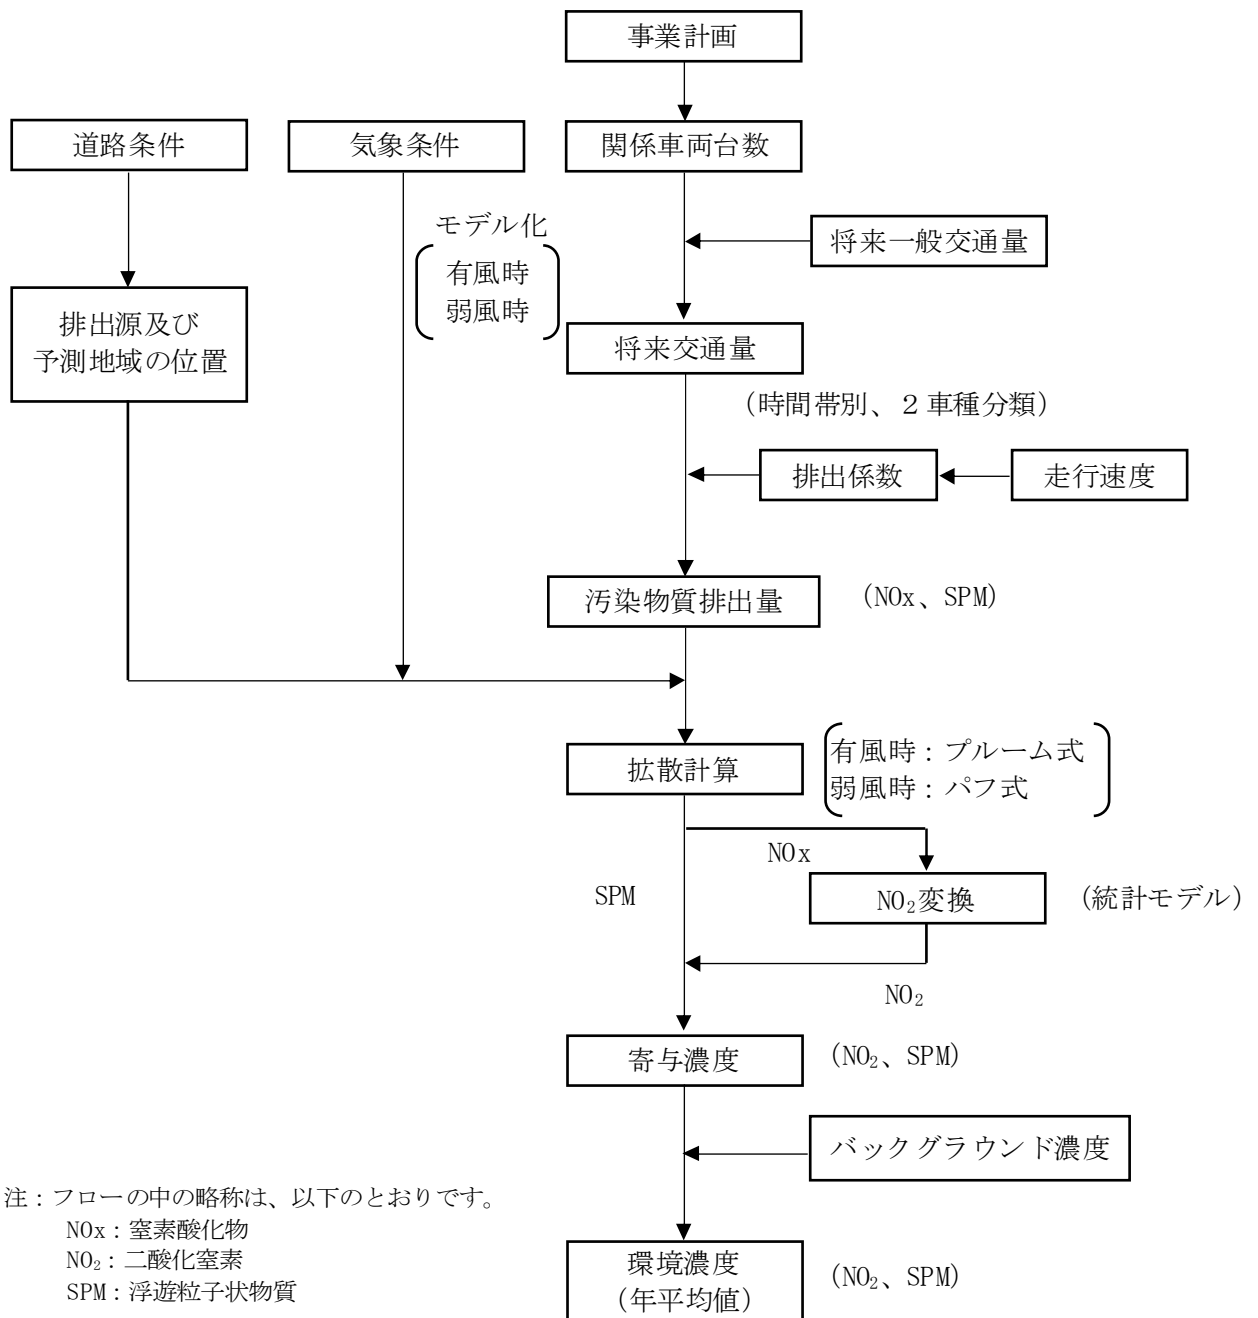 事業計画
道路条件
気象条件
関係車両台数
モデル化
有風時
弱風時
将来一般交通量
排出源及び
予測地域の位置
将来交通量
(時間帯別、２車種分類)
排出係数
走行速度
汚染物質排出量
(NOx、SPM)
拡散計算
有風時：プルーム式
弱風時：パフ式
NOx
SPM
NO₂変換
(統計モデル)
NO₂
寄与濃度
(NO₂、SPM)
バックグラウンド濃度
注：フローの中の略称は、以下のとおりです。
NOx：窒素酸化物
NO₂：二酸化窒素
SPM：浮遊粒子状物質
環境濃度
(年平均値)
(NO₂、SPM)